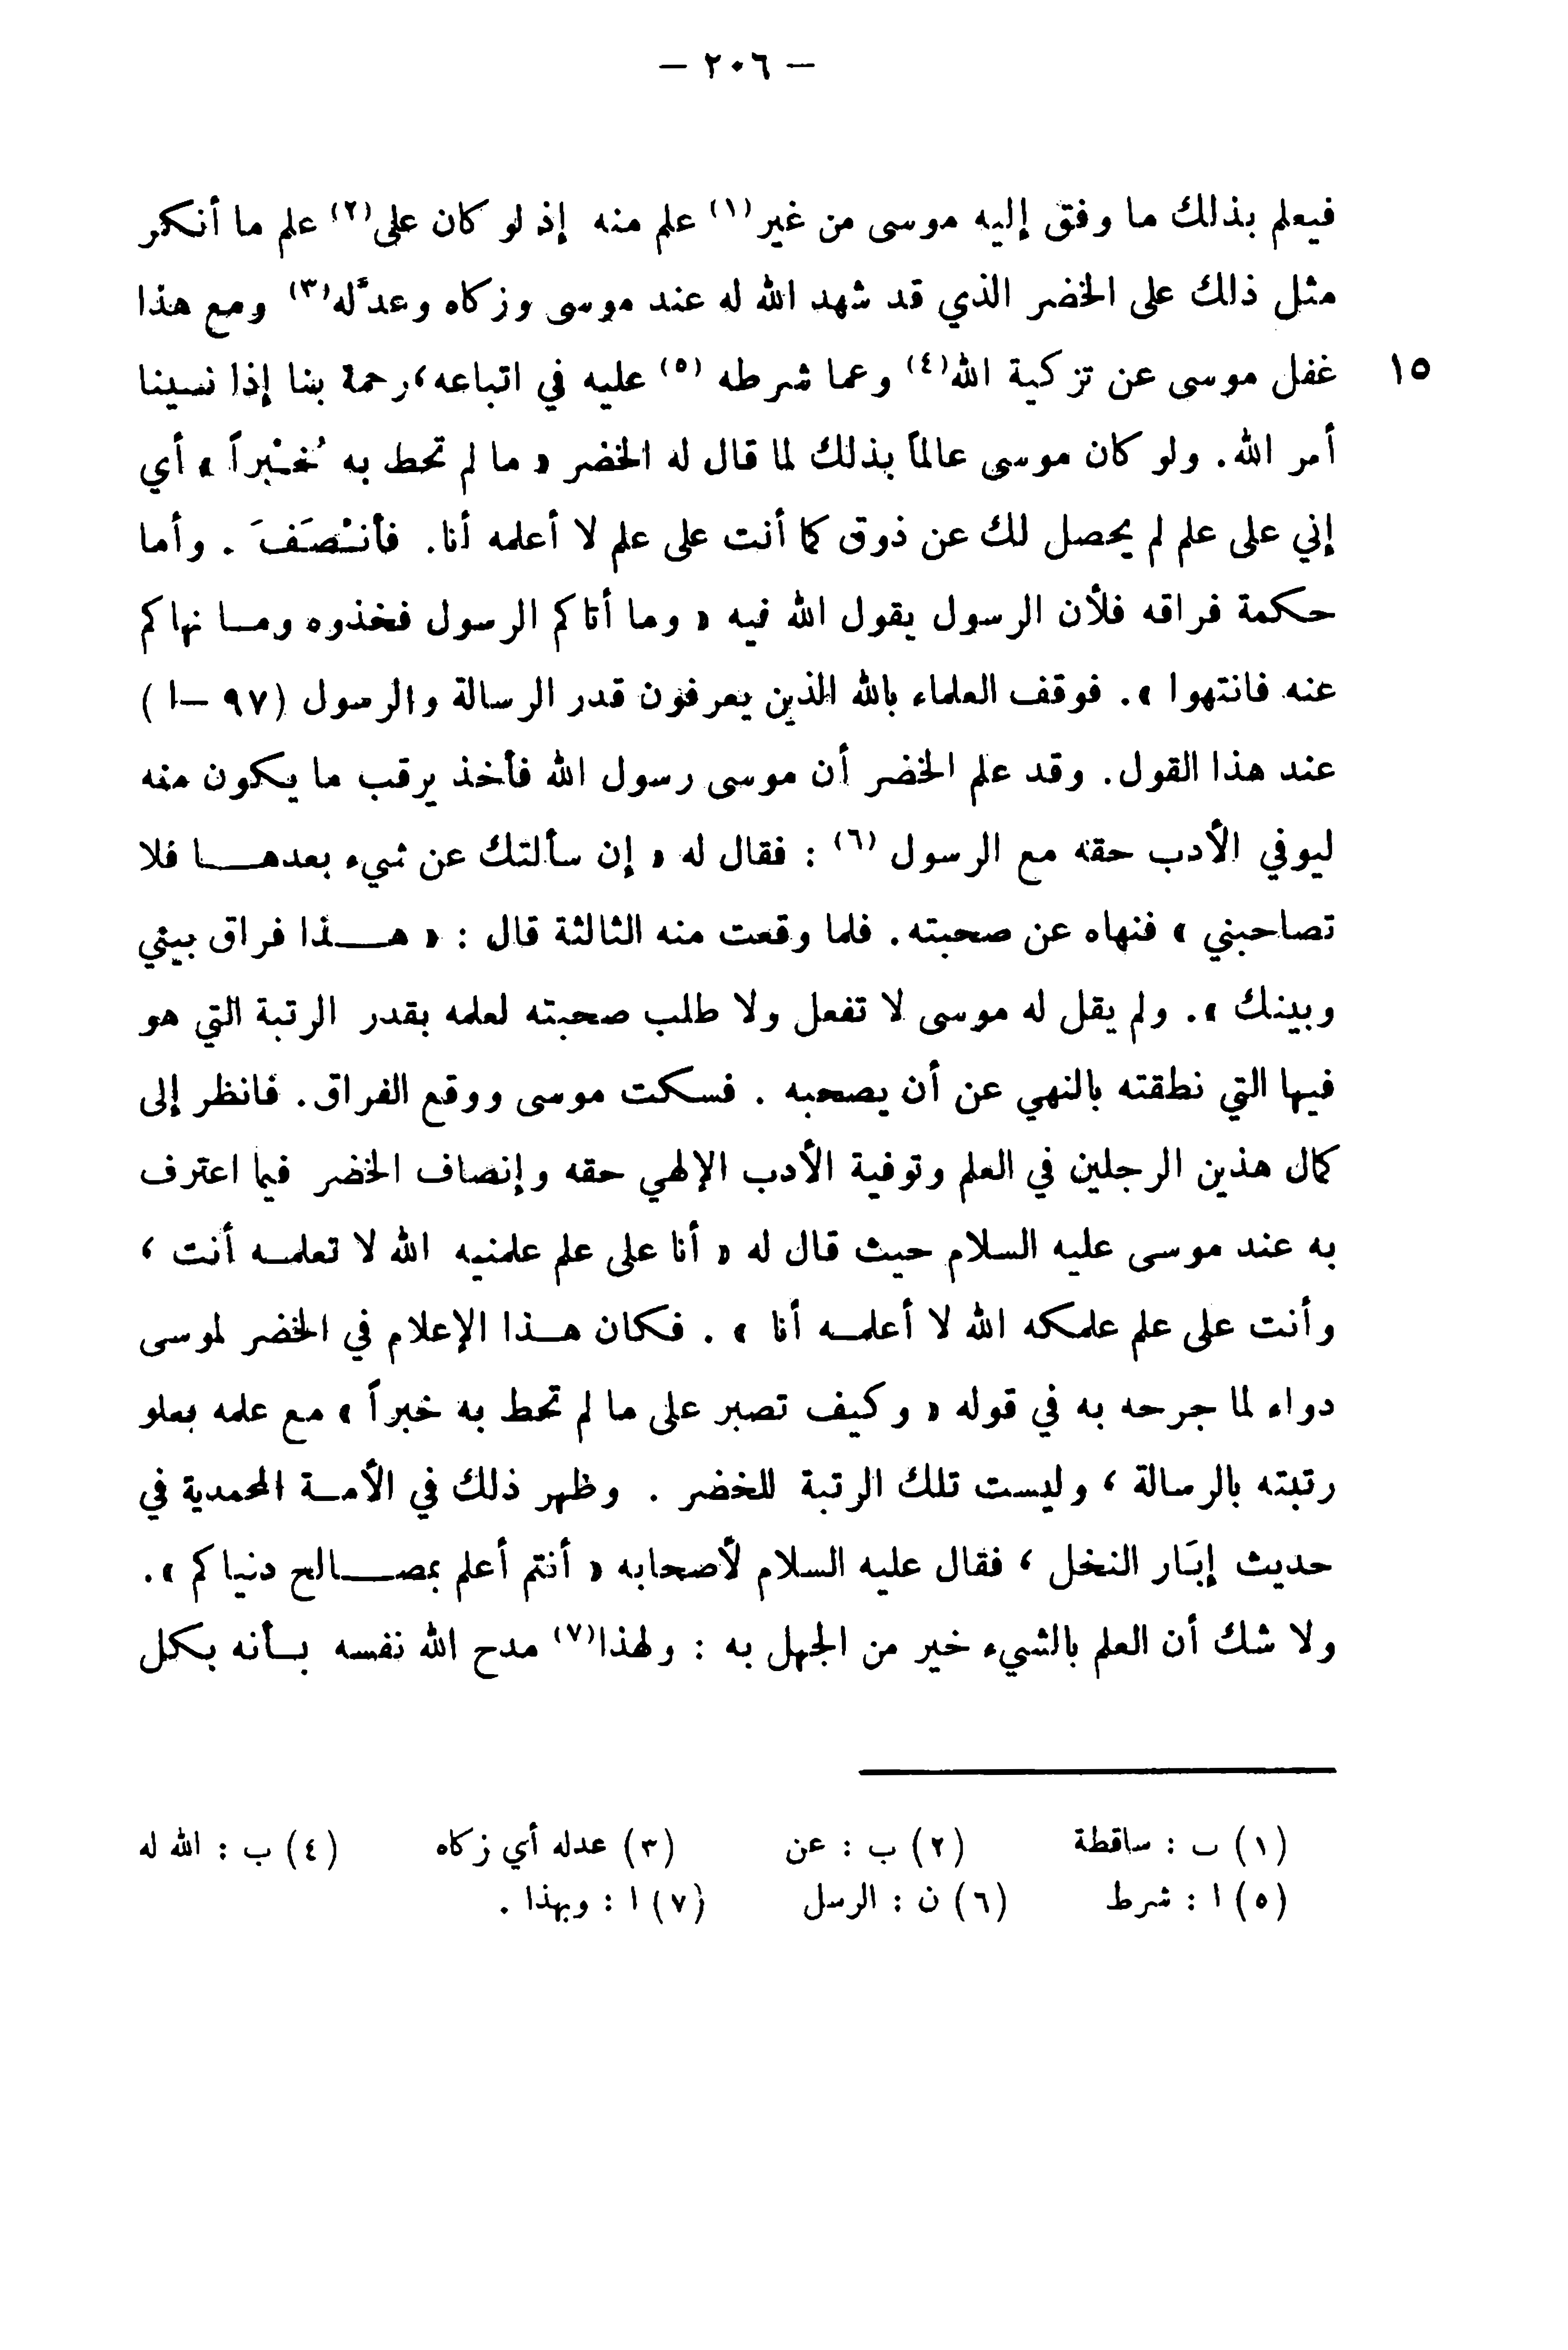 – ٢٠٦ –
فيعلم بذلك ما وفق إليه موسى من غير(١) علم منه إذ لو كان على(٢) علم ما أنكر
مثل ذلك على الخضر الذي قد شهد الله له عند موسى وزكاه وعدَّله(٣) ومع هذا
١٥ غفل موسى عن تزكية الله(٤) وعما شرطه (٥) عليه في اتباعه، رحمة بنا إذا نسينا
أمر الله. ولو كان موسى عالماً بذلك لما قال له الخضر « ما لم تحط به خُبْراً » أي
إني على علم لم يحصل لك عن ذوق كما أنت على علم لا أعلمه أنا. فأنْصَفَ . وأما
حكمة فراقه فلأن الرسول يقول الله فيه « وما أتاكم الرسول فخذوه وما نهاكم
عنه فانتهوا ». فوقف العلماء بالله الذين يعرفون قدر الرسالة والرسول (٩٧ –ا )
عند هذا القول. وقد علم الخضر أن موسى رسول الله فأخذ يرقب ما يكون منه
ليوفي الأدب حقه مع الرسول (٦) : فقال له « إن سألتك عن شيء بعدها فلا
تصاحبني » فنهاه عن صحبته. فلما وقعت منه الثالثة قال : « هذا فراق بيني
وبينك ». ولم يقل له موسى لا تفعل ولا طلب صحبته لعلمه بقدر الرتبة التي هو
فيها التي نطقته بالنهي عن أن يصحبه . فسكت موسى ووقع الفراق. فانظر إلى
كمال هذين الرجلين في العلم وتوفية الأدب الإلهي حقه وإنصاف الخضر فيما اعترف
به عند موسى عليه السلام حيث قال له « أنا على علم علمنيه الله لا تعلمه أنت ،
وأنت على علم علمكه الله لا أعلمه أنا » . فكان هذا الإعلام في الخضر لموسى
دواء لما جرحه به في قوله « وكيف تصبر على ما لم تحط به خبراً » مع علمه بعلو
رتبته بالرسالة ، وليست تلك الرتبة للخضر . وظهر ذلك في الأمة المحمدية في
حديث إبَار النخل ، فقال عليه السلام لأصحابه « أنتم أعلم بمصالح دنياكم ».
ولا شك أن العلم بالشيء خير من الجهل به : ولهذا(٧) مدح الله نفسه بأنه بكل
(١) ب : ساقطة (٢) ب : عن (٣) عدله أي زكاه (٤) ب : الله له
(٥) ا : شرط (٦) ن : الرسل (٧) ا : وبهذا .